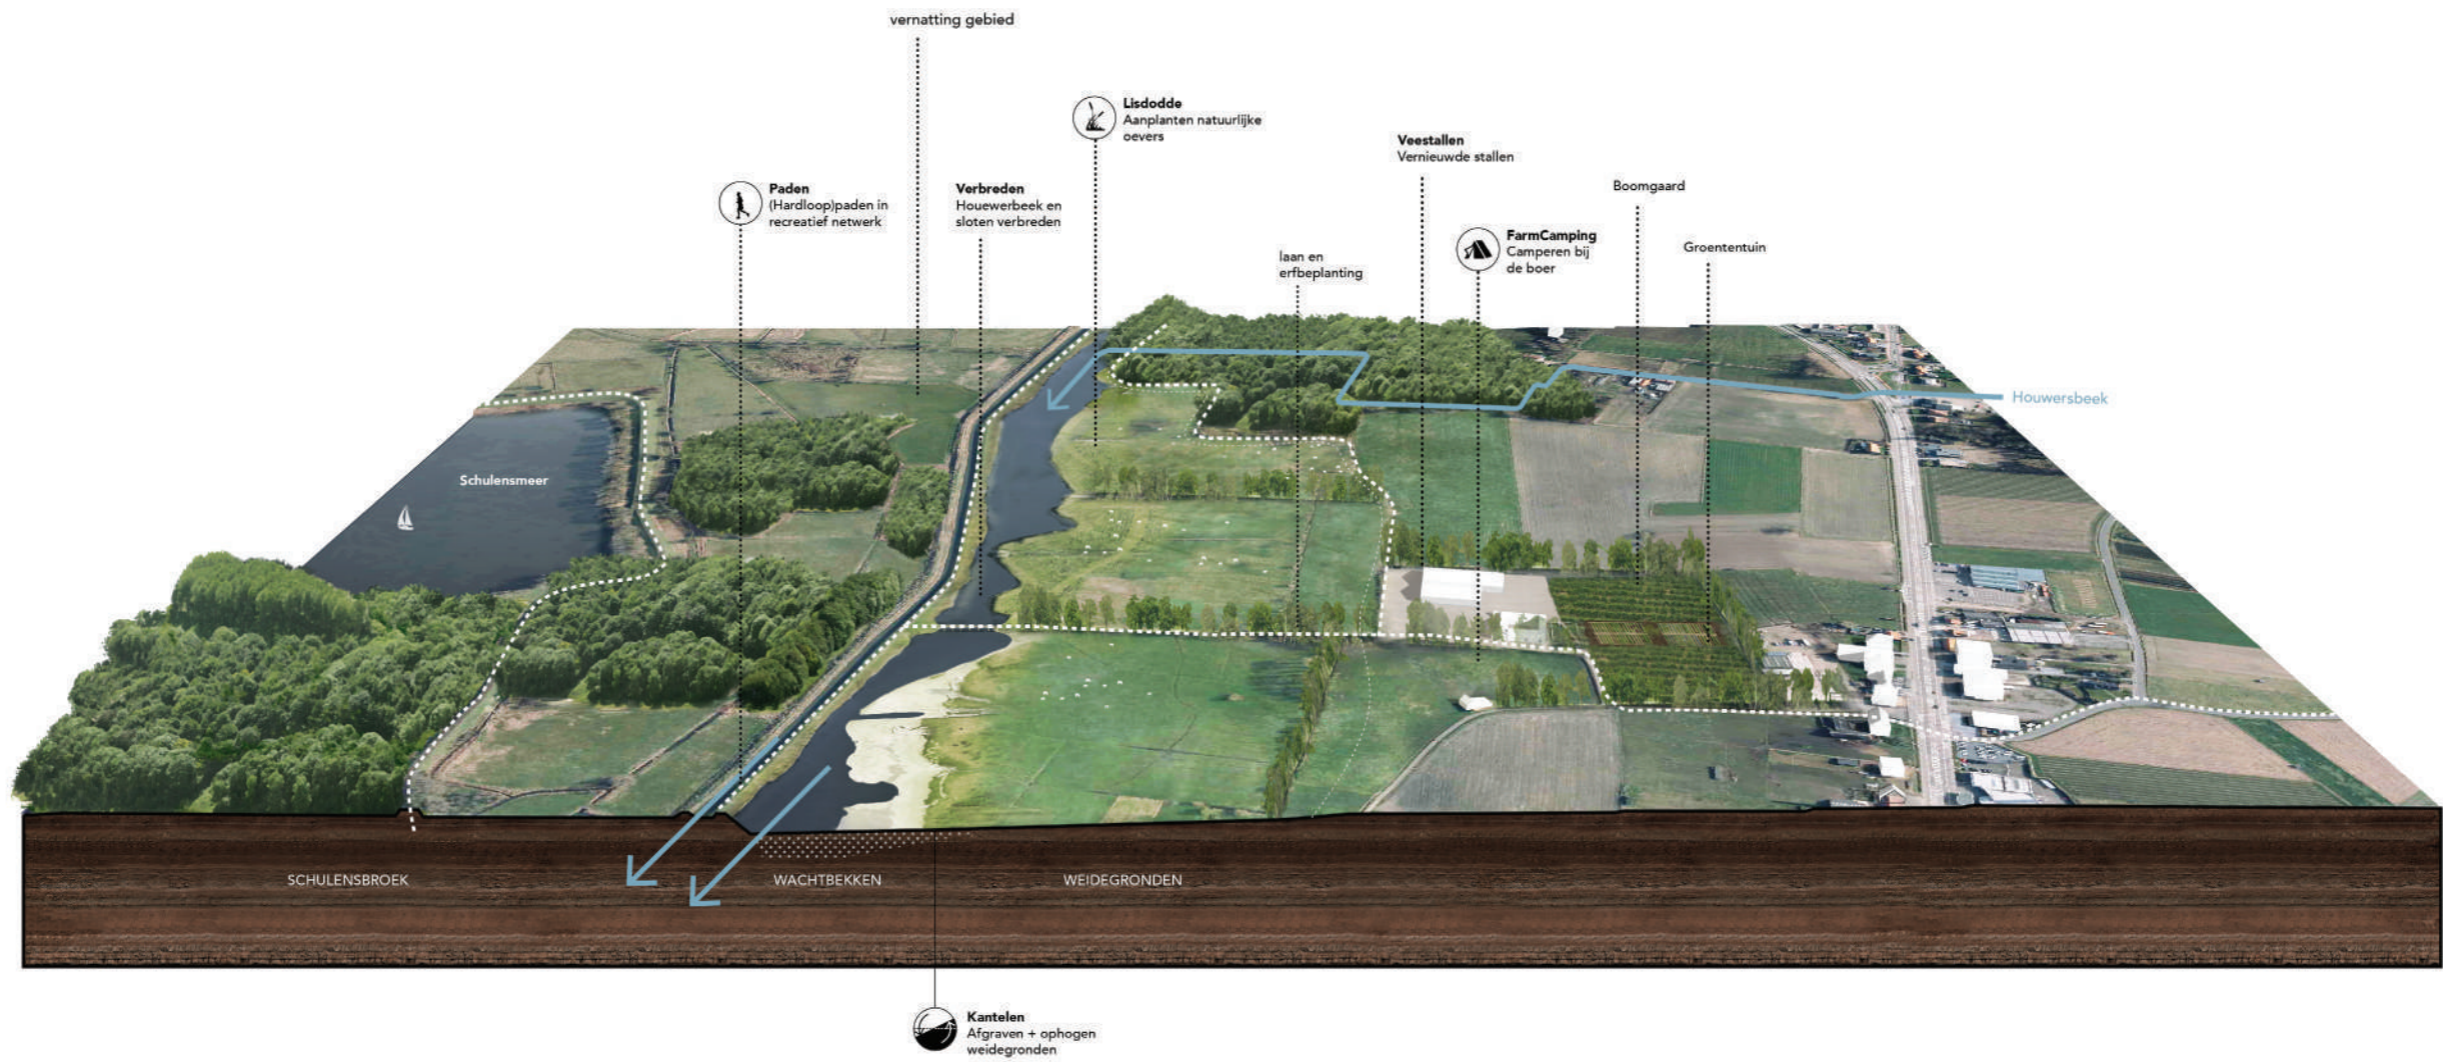 vernatting gebied
Lisdodde
Aanplanten natuurlijke
oevers
Veestallen
Vernieuwde stallen
Paden
(Hardloop)paden in
recreatief netwerk
Verbreden
Houewerbeek en
sloten verbreden
Boomgaard
FarmCamping
Camperen bij
de boer
Groententuin
laan en
erfbeplanting
Houwersbeek
Schulensmeer
SCHULENSBROEK
WACHTBEKKEN
WEIDEGRONDEN
Kantelen
Afgraven + ophogen
weidegronden